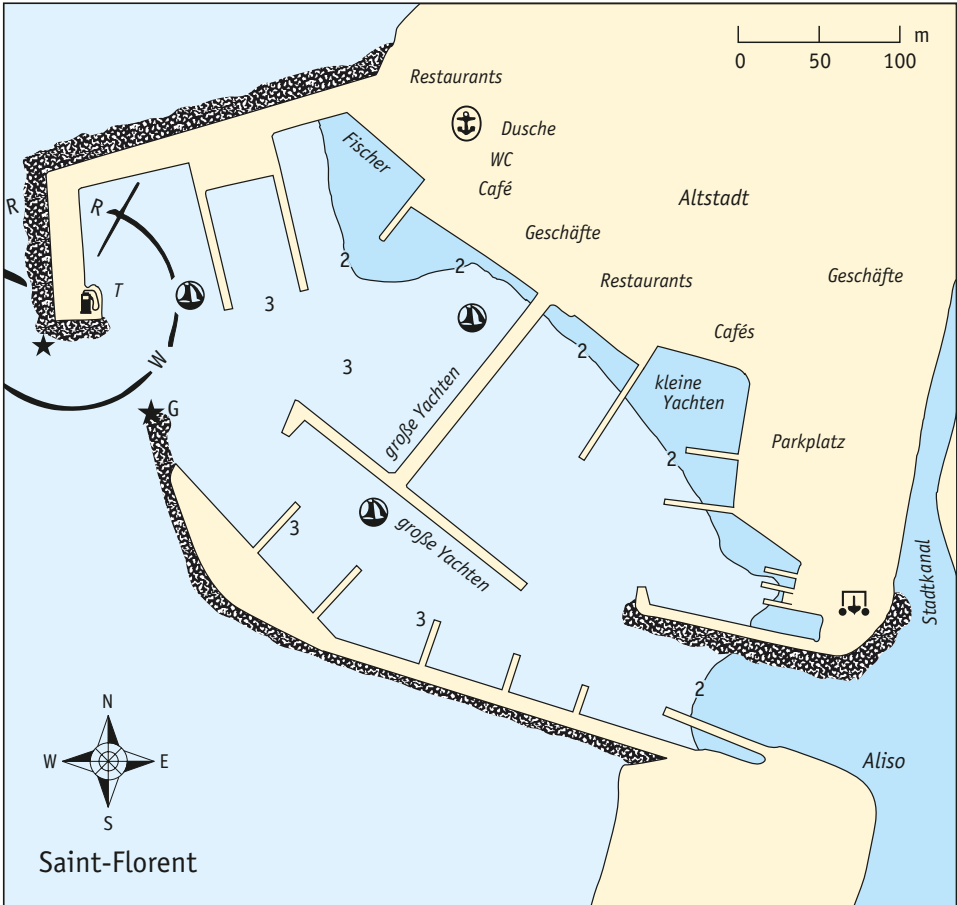 m
0 50 100
Restaurants
Dusche
WC
Café
Fischer
Altstadt
R
R
Geschäfte
Restaurants
Geschäfte
2
2
T
3
Cafés
2
3
W
kleine
Yachten
große Yachten
G
Parkplatz
2
3
große Yachten
Stadtkanal
3
2
N
W E
S
Aliso
Saint-Florent